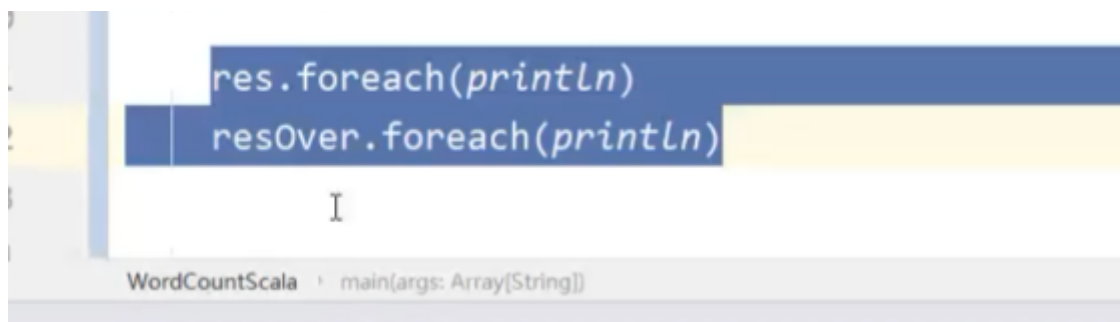 res.foreach(println)
resOver.foreach(println)
WordCountScala › main(args: Array[String])